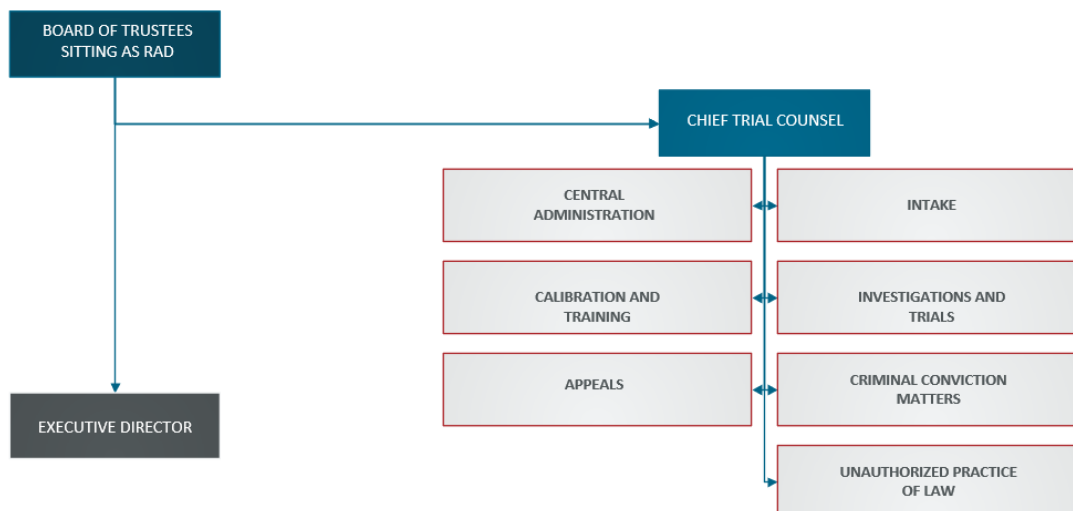 BOARD OF TRUSTEES
SITTING AS RAD
CHIEF TRIAL COUNSEL
CENTRAL
ADMINISTRATION
INTAKE
CALIBRATION AND
TRAINING
INVESTIGATIONS AND
TRIALS
APPEALS
CRIMINAL CONVICTION
MATTERS
EXECUTIVE DIRECTOR
UNAUTHORIZED PRACTICE
OF LAW